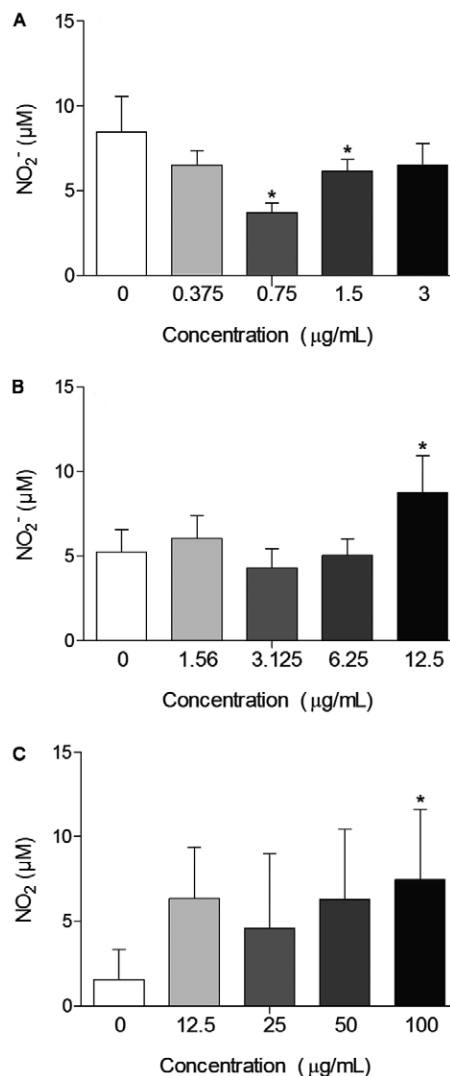 A
15
10
5
0
NO₂⁻ (µM)
*
*
0 0.375 0.75 1.5 3
Concentration ( µg/mL)
B
15
10
5
0
NO₂⁻ (µM)
*
0 1.56 3.125 6.25 12.5
Concentration ( µg/mL)
C
15
10
5
0
NO₂ (µM)
*
0 12.5 25 50 100
Concentration ( µg/mL)